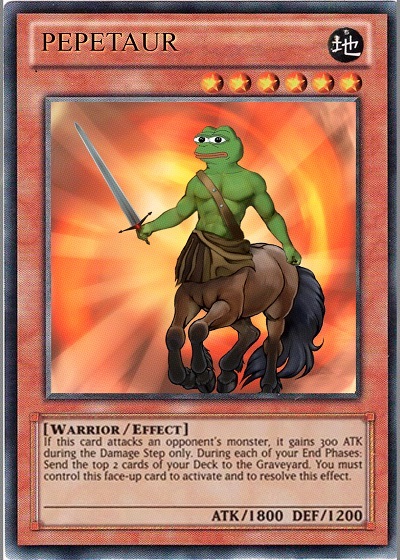 PEPETAUR
地
[WARRIOR/EFFECT]
If this card attacks an opponent's monster, it gains 300 ATK
during the Damage Step only. During each of your End Phases:
Send the top 2 cards of your Deck to the Graveyard. You must
control this face-up card to activate and to resolve this effect.
ATK/1800 DEF/1200